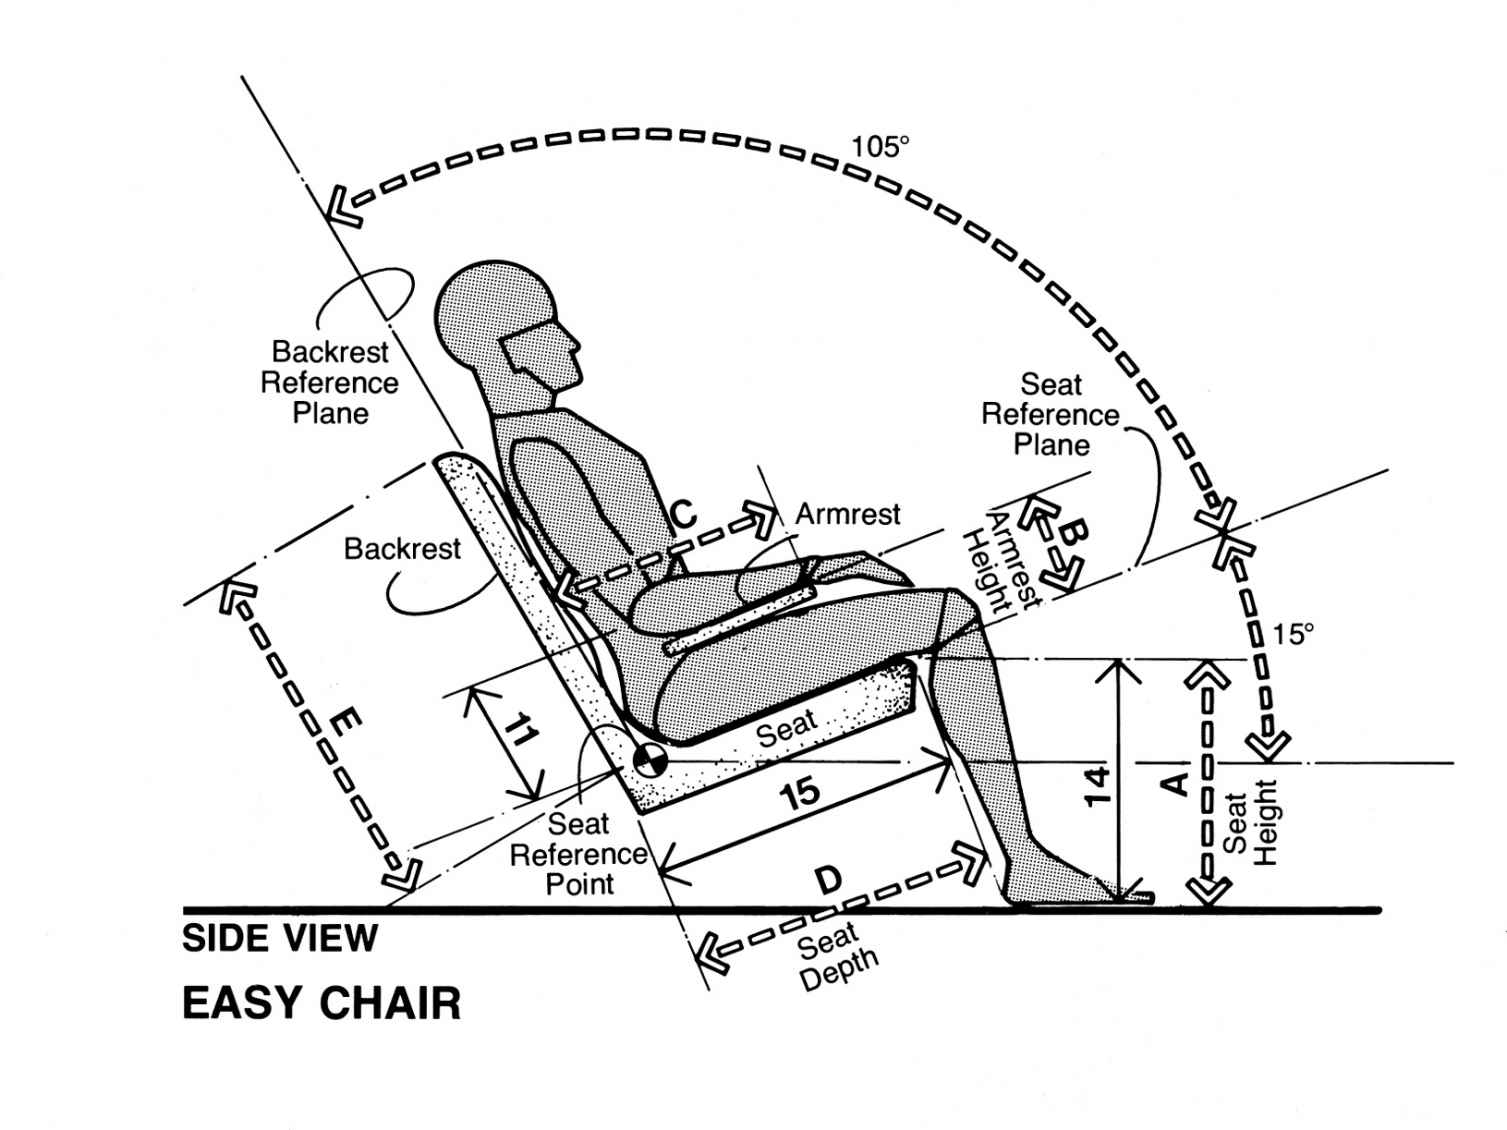 105°
Backrest
Reference
Plane
Seat
Reference
Plane
C
Armrest
B
Armrest
Height
Backrest
15°
E
11
Seat
14
A
Seat
Height
15
Seat
Reference
Point
D
Seat
Depth
SIDE VIEW
EASY CHAIR